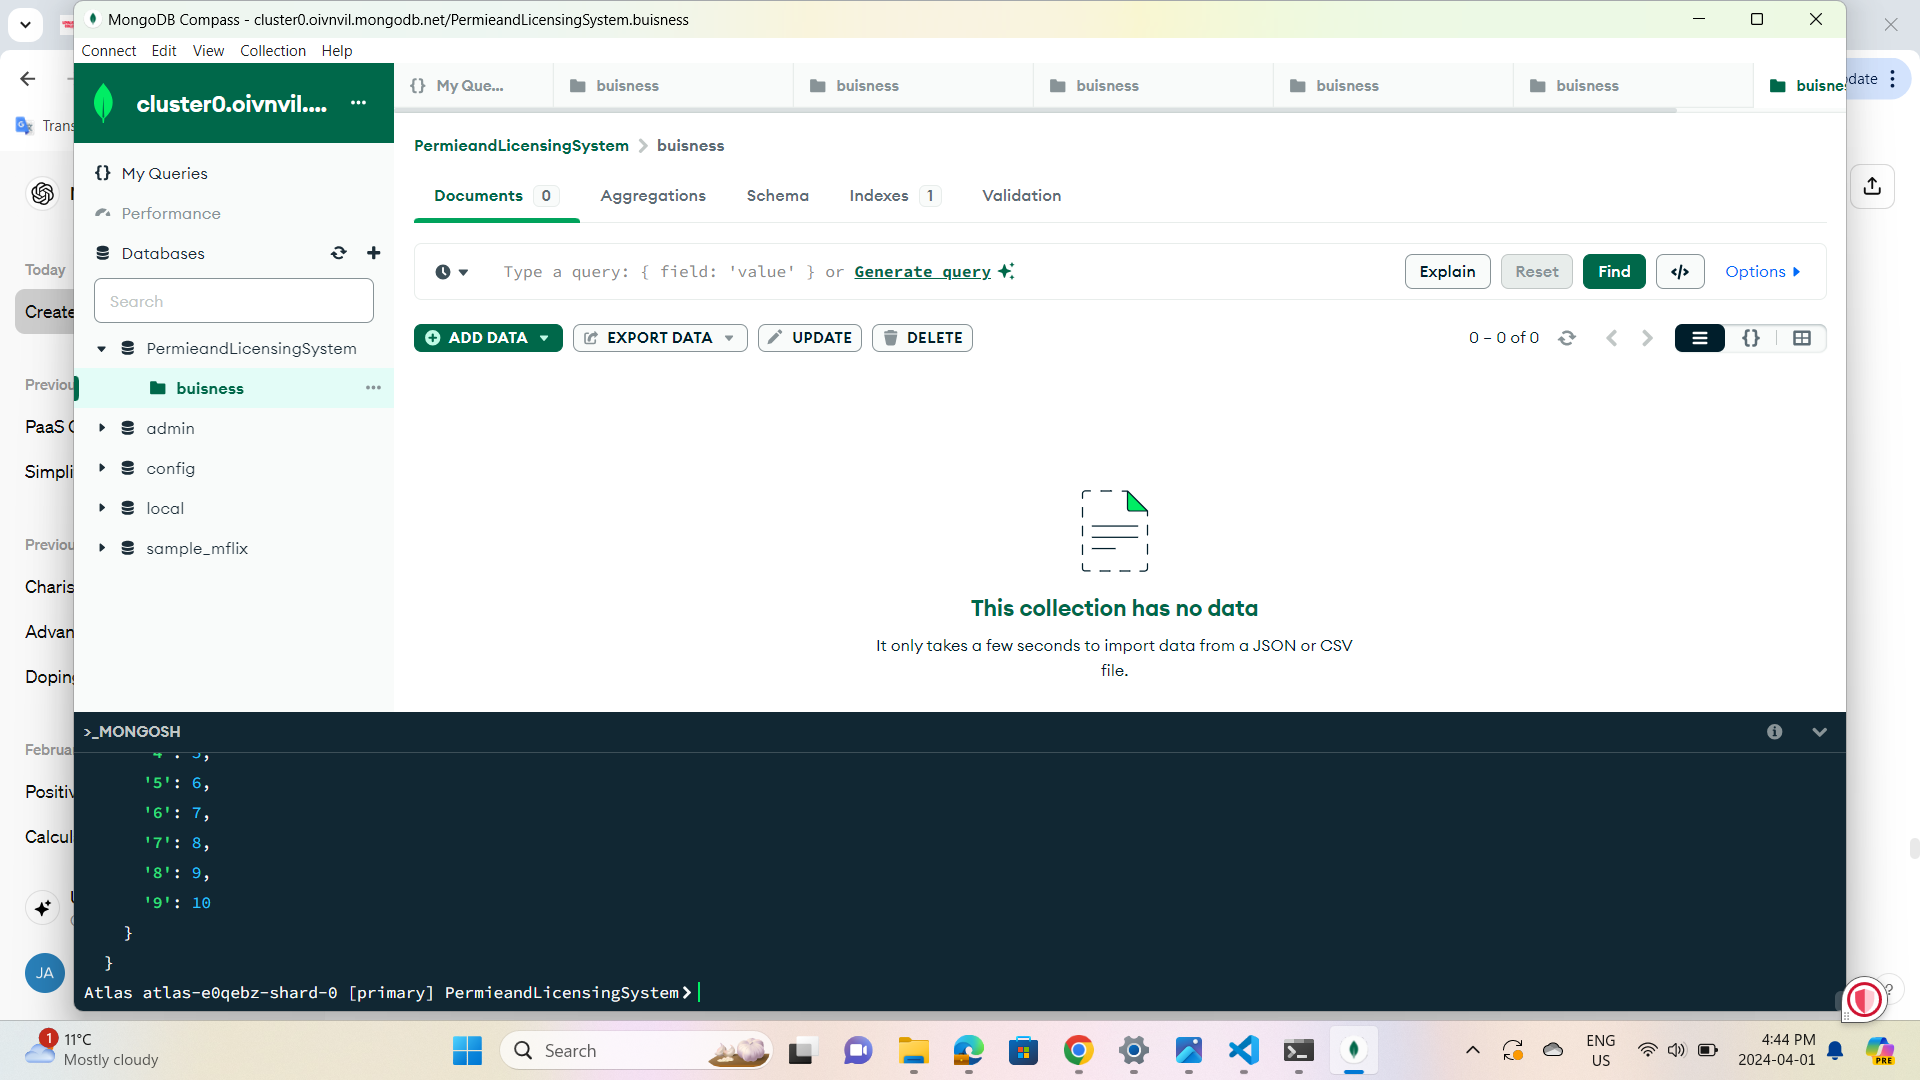 MongoDB Compass - cluster0.oivnvil.mongodb.net/PermieandLicensingSystem.buisness
Connect Edit View Collection Help
cluster0.oivnvil....
{} My Que...
buisness
buisness
buisness
buisness
buisness
buisne
date
Trans
PermieandLicensingSystem > buisness
{} My Queries
Performance
Databases
Search
PermieandLicensingSystem
buisness
admin
config
local
sample_mflix
Documents 0
Aggregations
Schema
Indexes 1
Validation
Type a query: { field: 'value' } or Generate query
Explain
Reset
Find
</>
Options
ADD DATA
EXPORT DATA
UPDATE
DELETE
0 – 0 of 0
{}
This collection has no data
It only takes a few seconds to import data from a JSON or CSV
file.
Today
Create
Previou
PaaS
Simpli
Previou
Charis
Advan
Doping
Februa
Positiv
Calcul
JA
>_MONGOSH
'5': 6,
'6': 7,
'7': 8,
'8': 9,
'9': 10
}
}
Atlas atlas-e0qebz-shard-0 [primary] PermieandLicensingSystem>
?
1
11°C
Mostly cloudy
Search
ENG
US
4:44 PM
2024-04-01
PRE